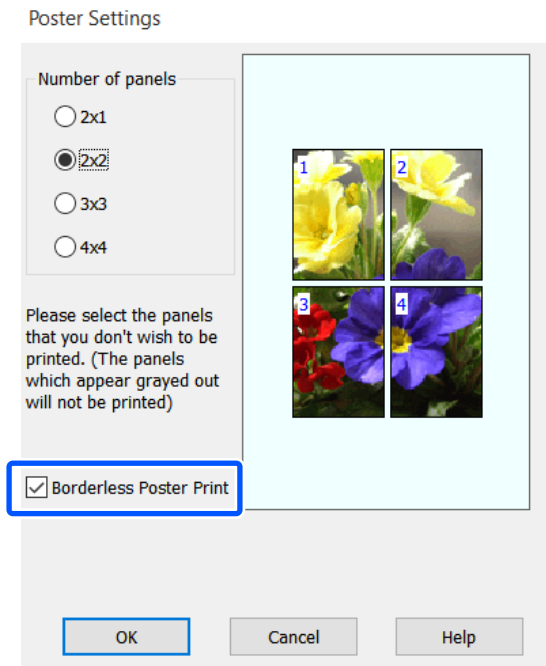 Poster Settings
Number of panels
2x1
2x2
3x3
4x4
1
2
3
4
Please select the panels
that you don't wish to be
printed. (The panels
which appear grayed out
will not be printed)
Borderless Poster Print
OK
Cancel
Help